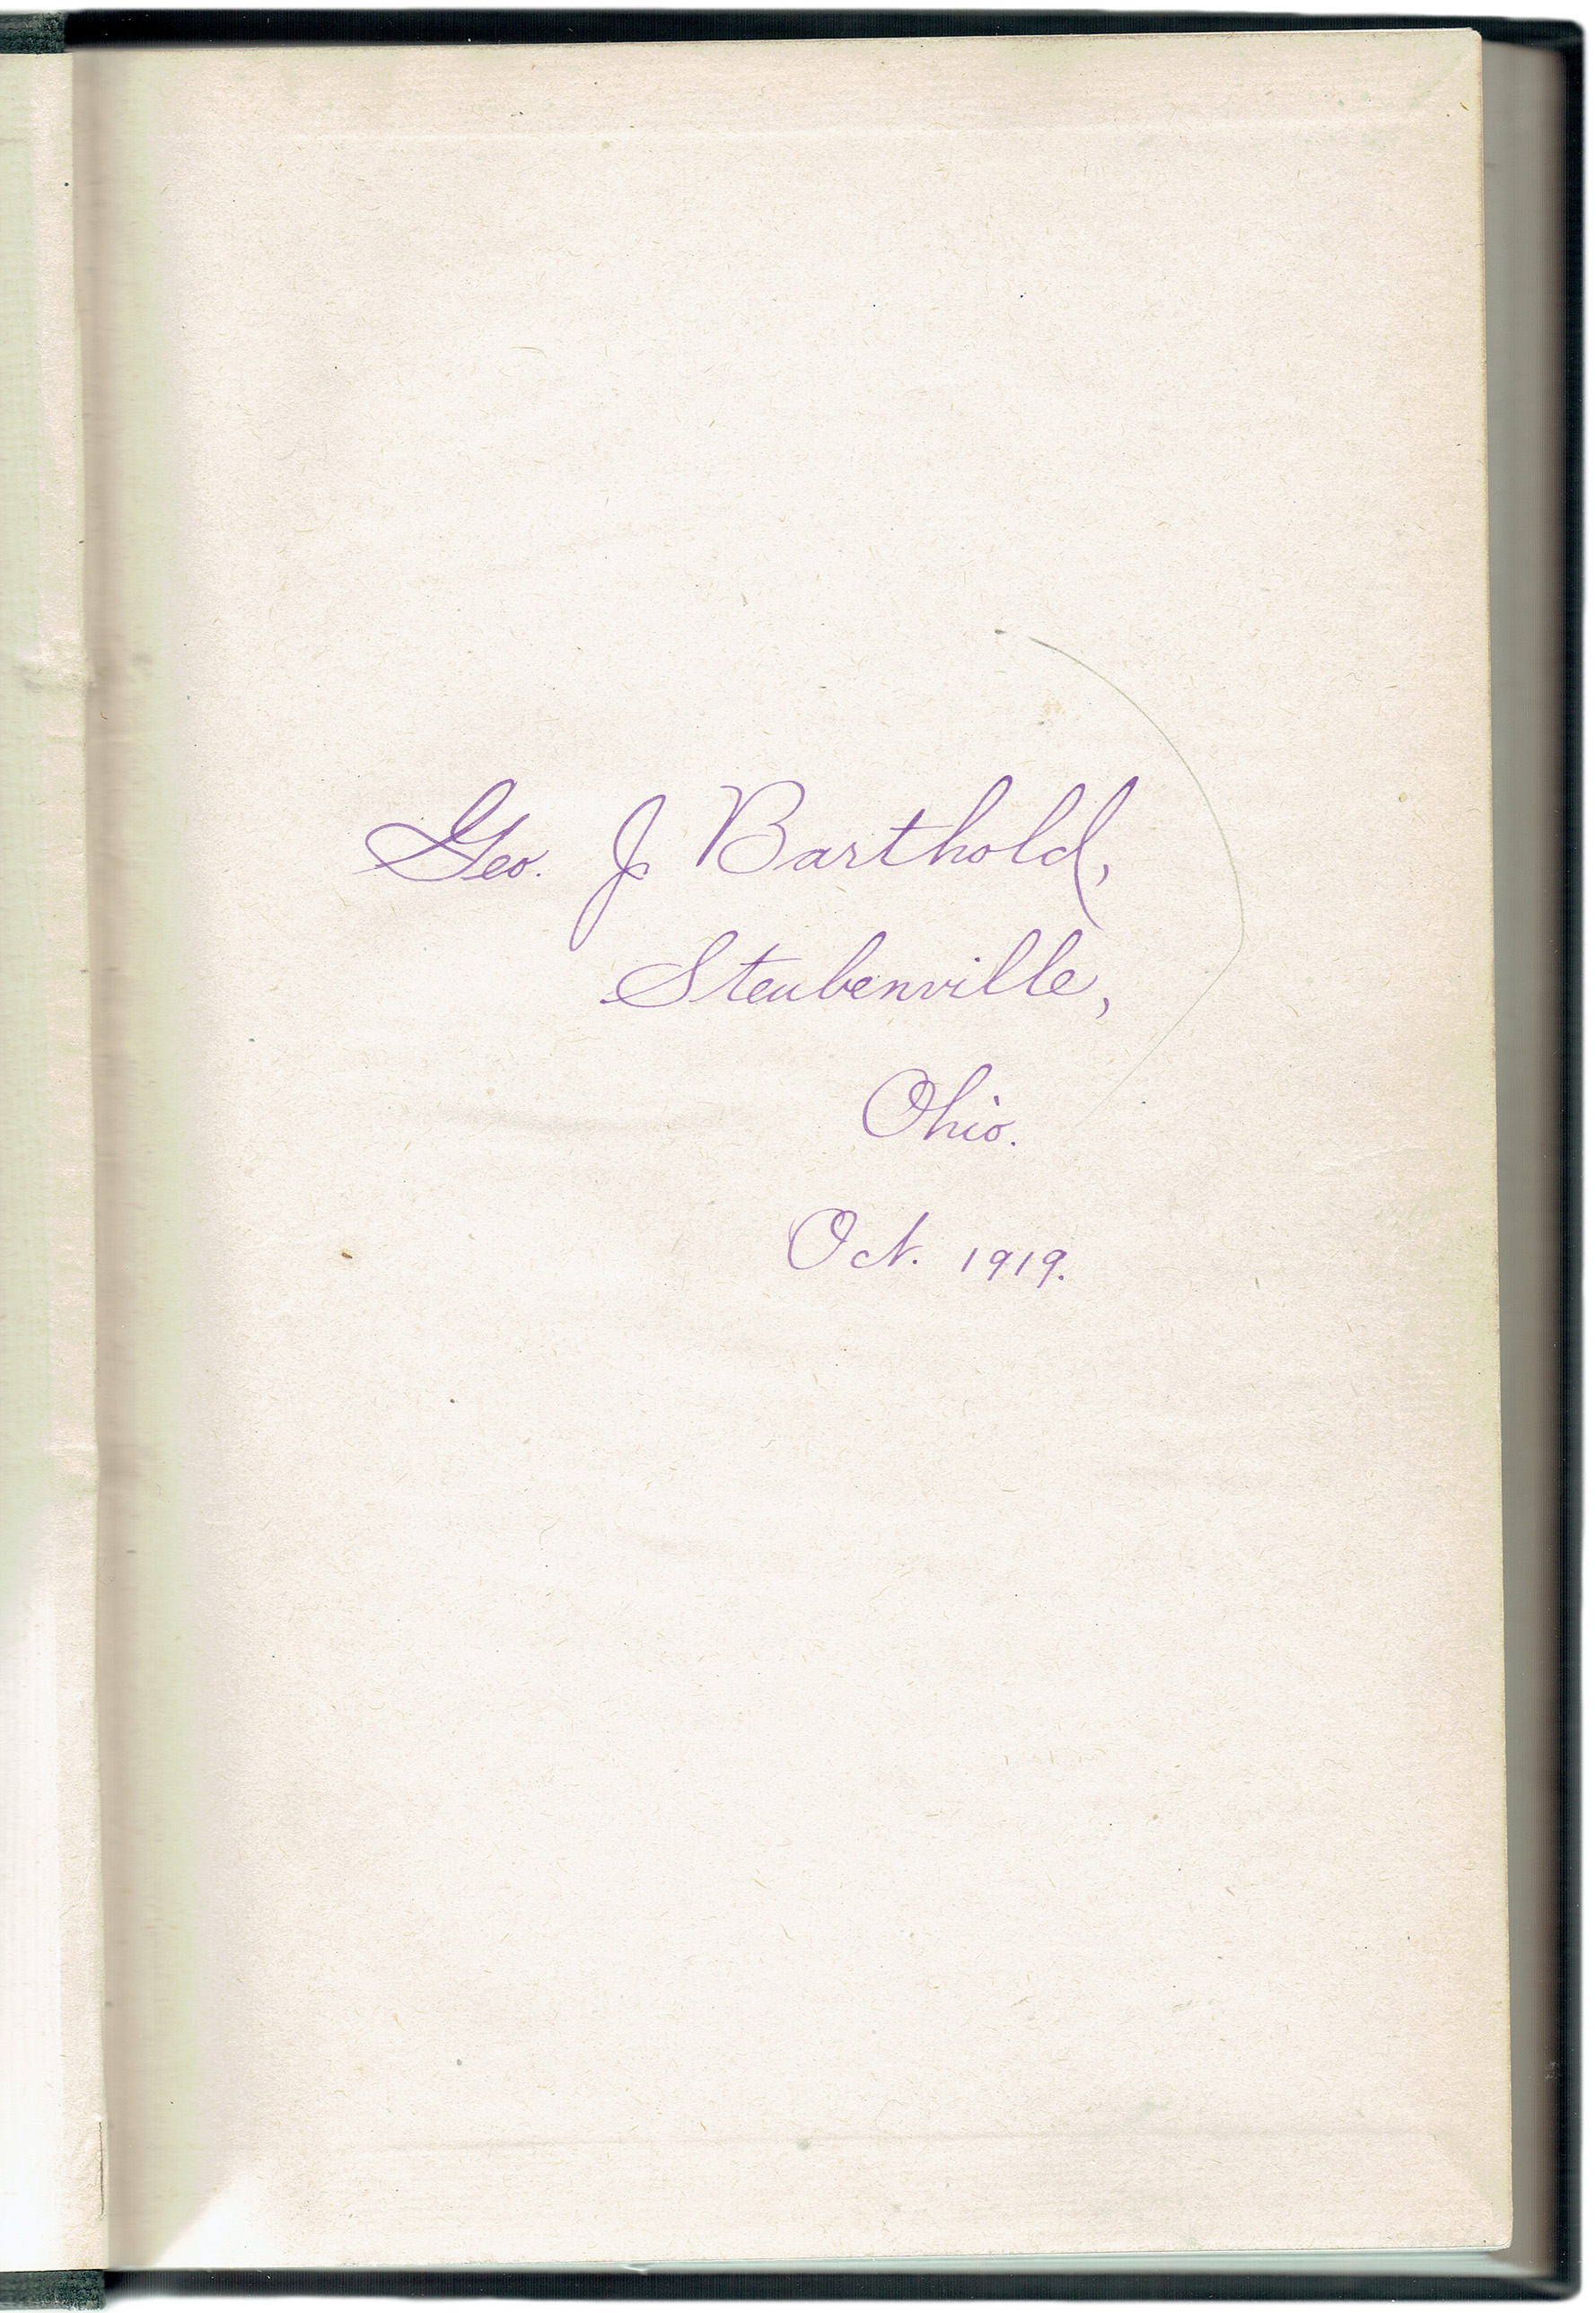 Geo. J Barthold,
Steubenville,
Ohio.
Oct. 1919.